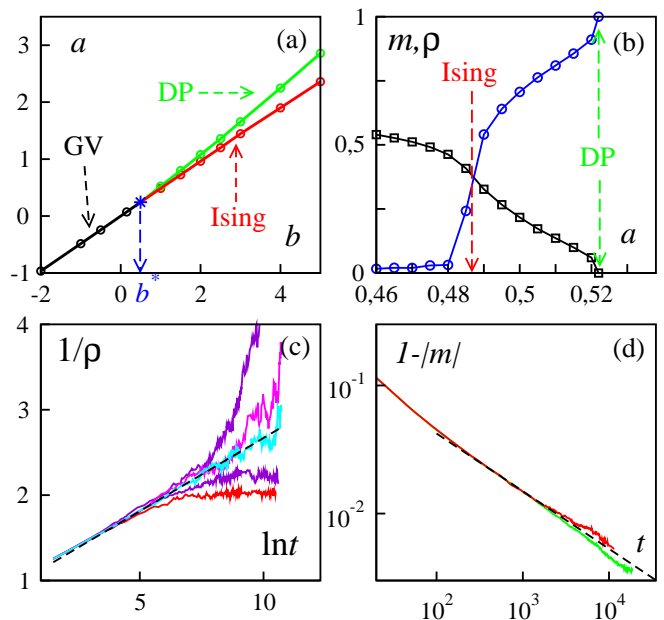 a
(a)
DP
GV
Ising
b
b*
3
2
1
0
-1
-2
0
2
4
m,ρ
(b)
Ising
DP
a
1
0,5
0
0,46
0,48
0,5
0,52
1/ρ
(c)
lnt
4
3
2
1
5
10
1-|m|
(d)
t
10^-1
10^-2
10^2
10^3
10^4